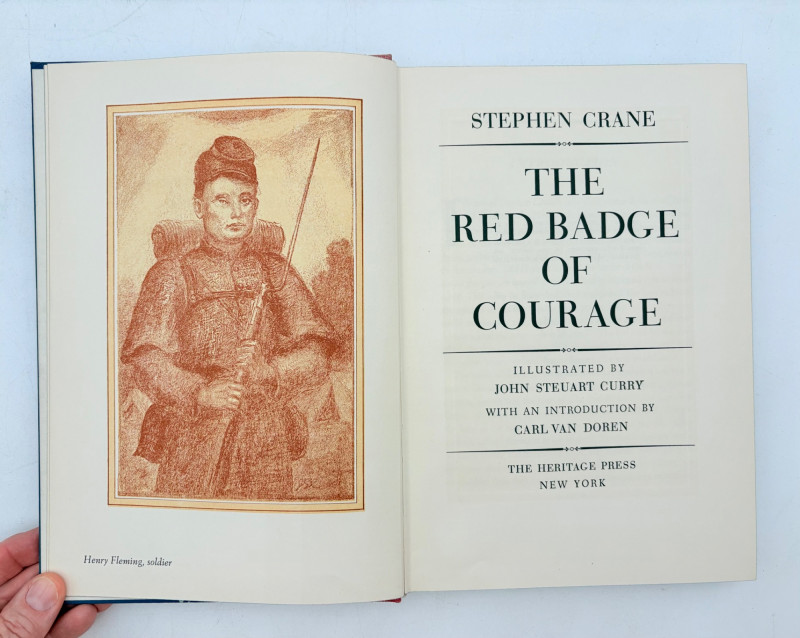 Henry Fleming, soldier
STEPHEN CRANE
THE
RED BADGE
OF
COURAGE
ILLUSTRATED BY
JOHN STEUART CURRY
WITH AN INTRODUCTION BY
CARL VAN DOREN
THE HERITAGE PRESS
NEW YORK